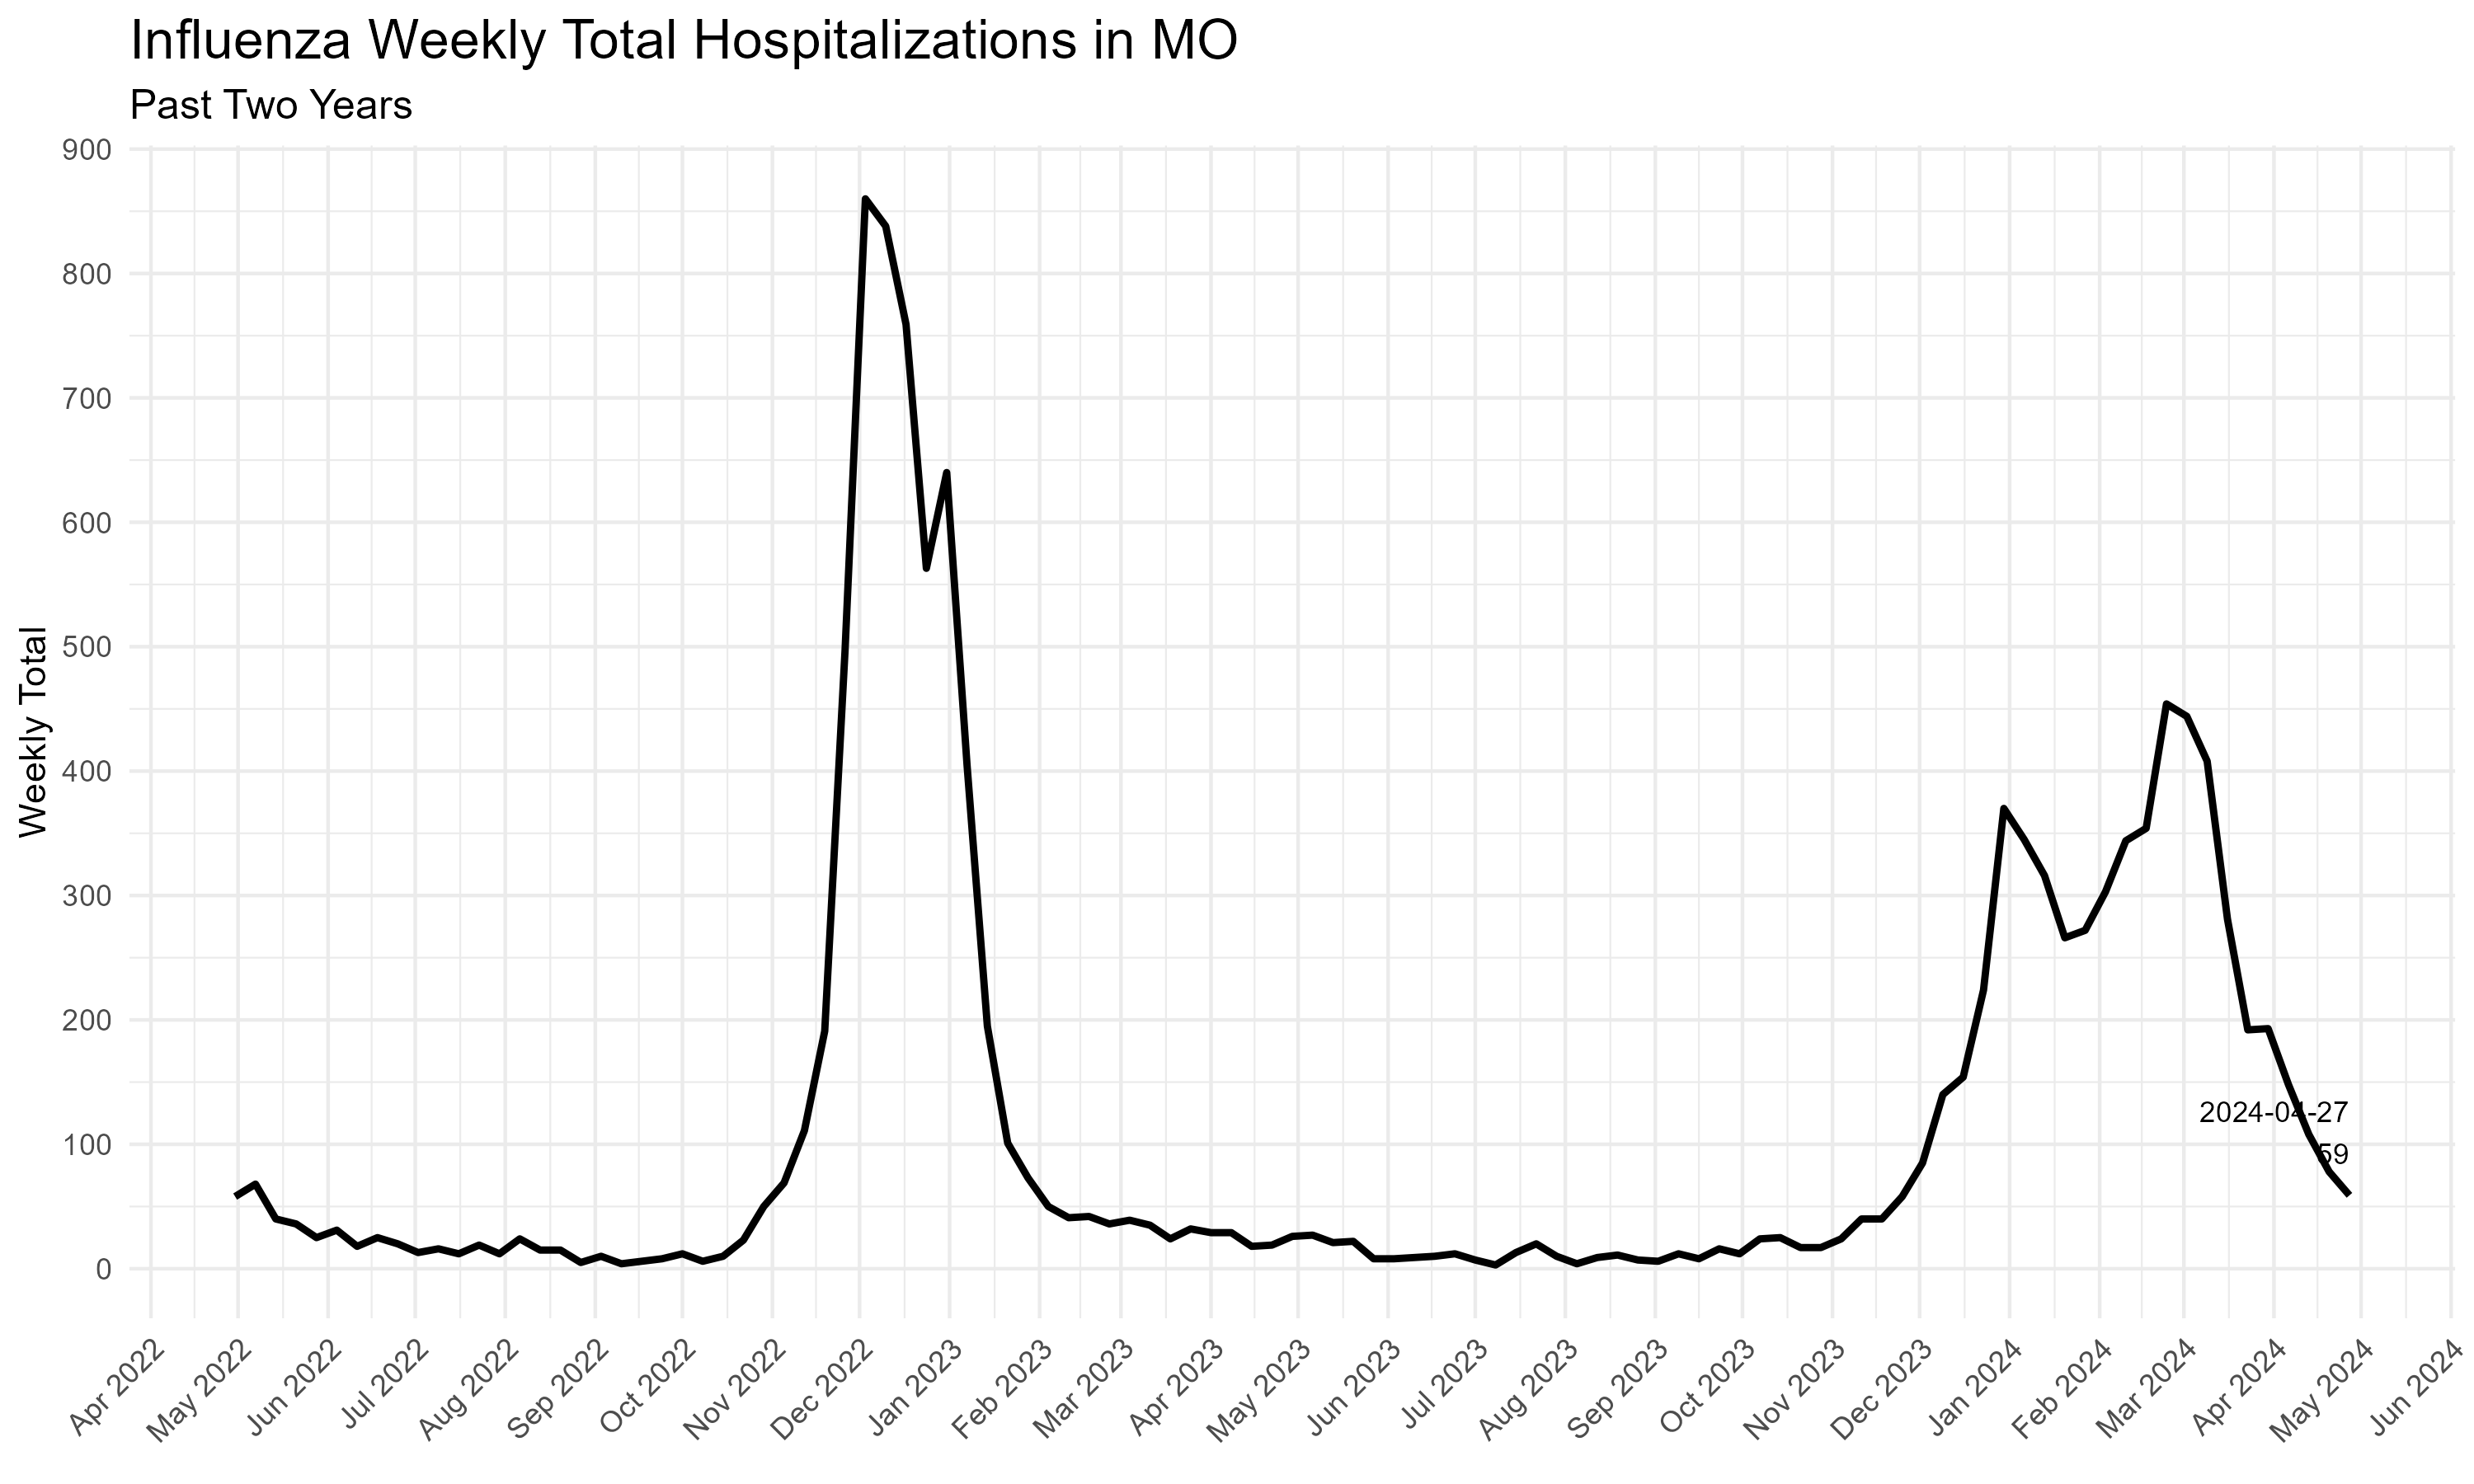 Influenza Weekly Total Hospitalizations in MO
Past Two Years
900
800
700
600
500
400
300
200
100
0
Weekly Total
2024-04-27
59
Apr 2022
May 2022
Jun 2022
Jul 2022
Aug 2022
Sep 2022
Oct 2022
Nov 2022
Dec 2022
Jan 2023
Feb 2023
Mar 2023
Apr 2023
May 2023
Jun 2023
Jul 2023
Aug 2023
Sep 2023
Oct 2023
Nov 2023
Dec 2023
Jan 2024
Feb 2024
Mar 2024
Apr 2024
May 2024
Jun 2024